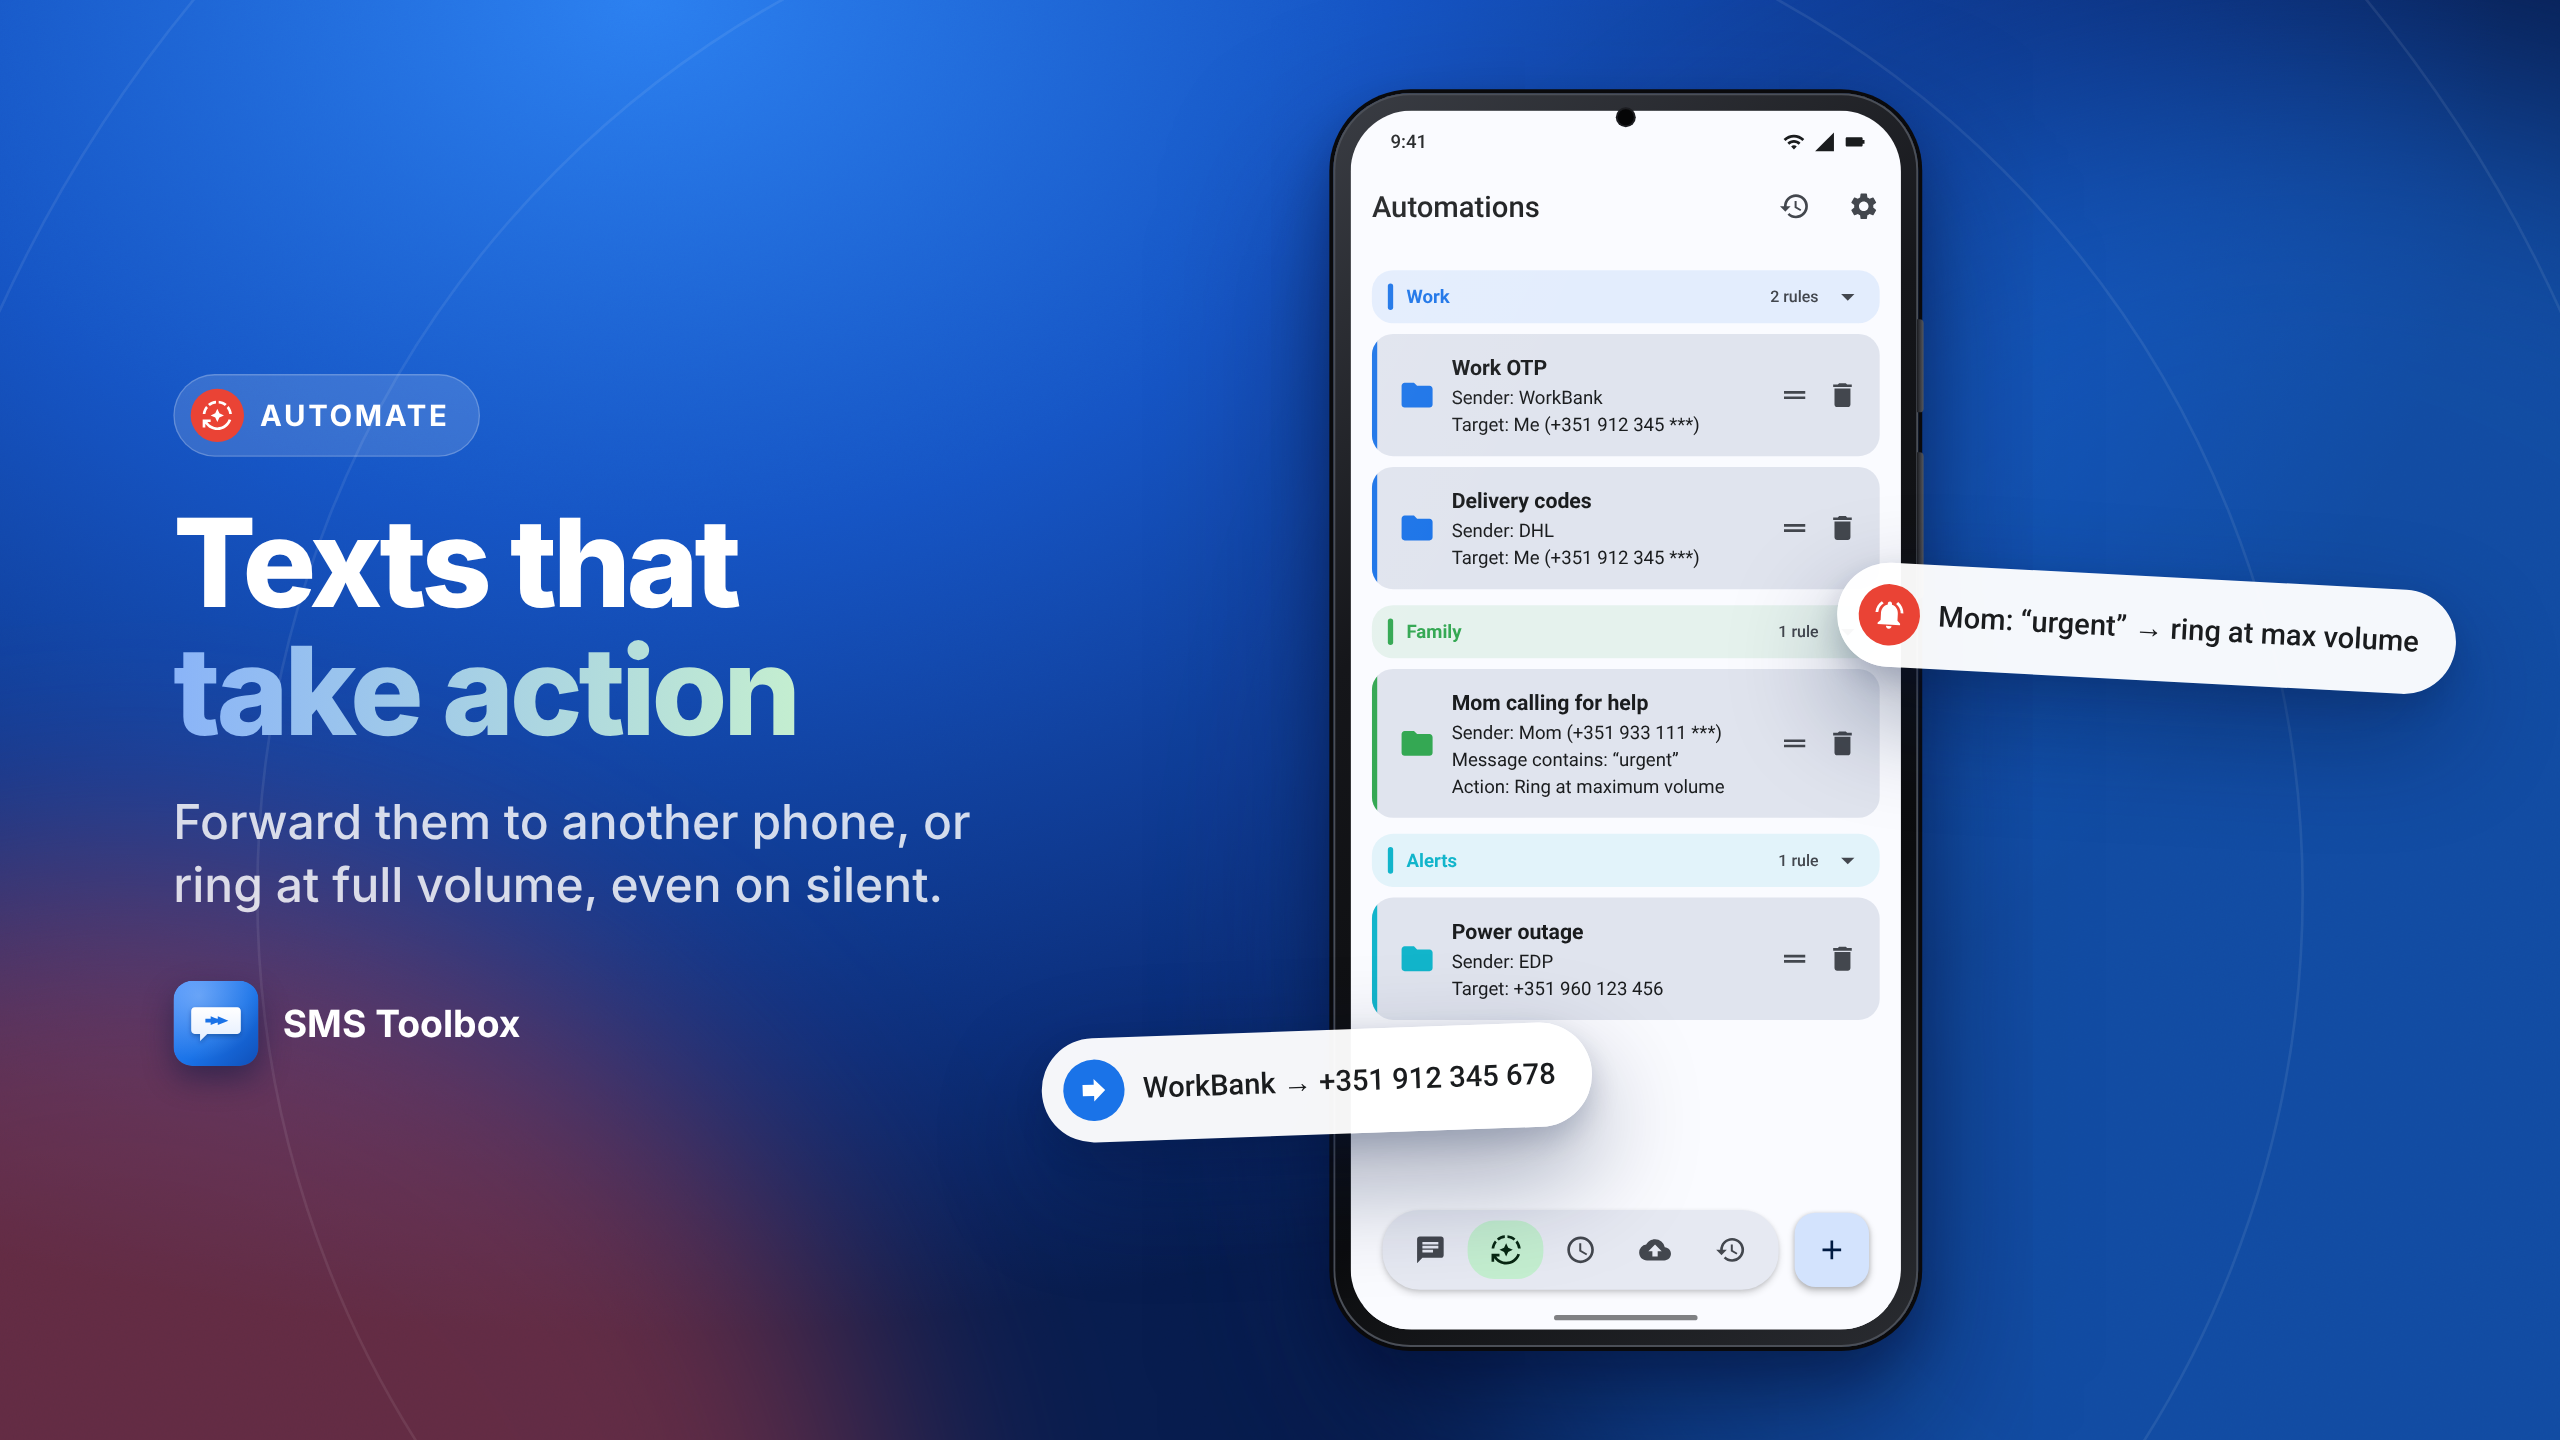 AUTOMATE
Texts that
take action
Forward them to another phone, or
ring at full volume, even on silent.
SMS Toolbox
9:41
Automations
Work
2 rules
Work OTP
Sender: WorkBank
Target: Me (+351 912 345 ***)
Delivery codes
Sender: DHL
Target: Me (+351 912 345 ***)
Family
1 rule
Mom: “urgent” → ring at max volume
Mom calling for help
Sender: Mom (+351 933 111 ***)
Message contains: “urgent”
Action: Ring at maximum volume
Alerts
1 rule
Power outage
Sender: EDP
Target: +351 960 123 456
WorkBank → +351 912 345 678